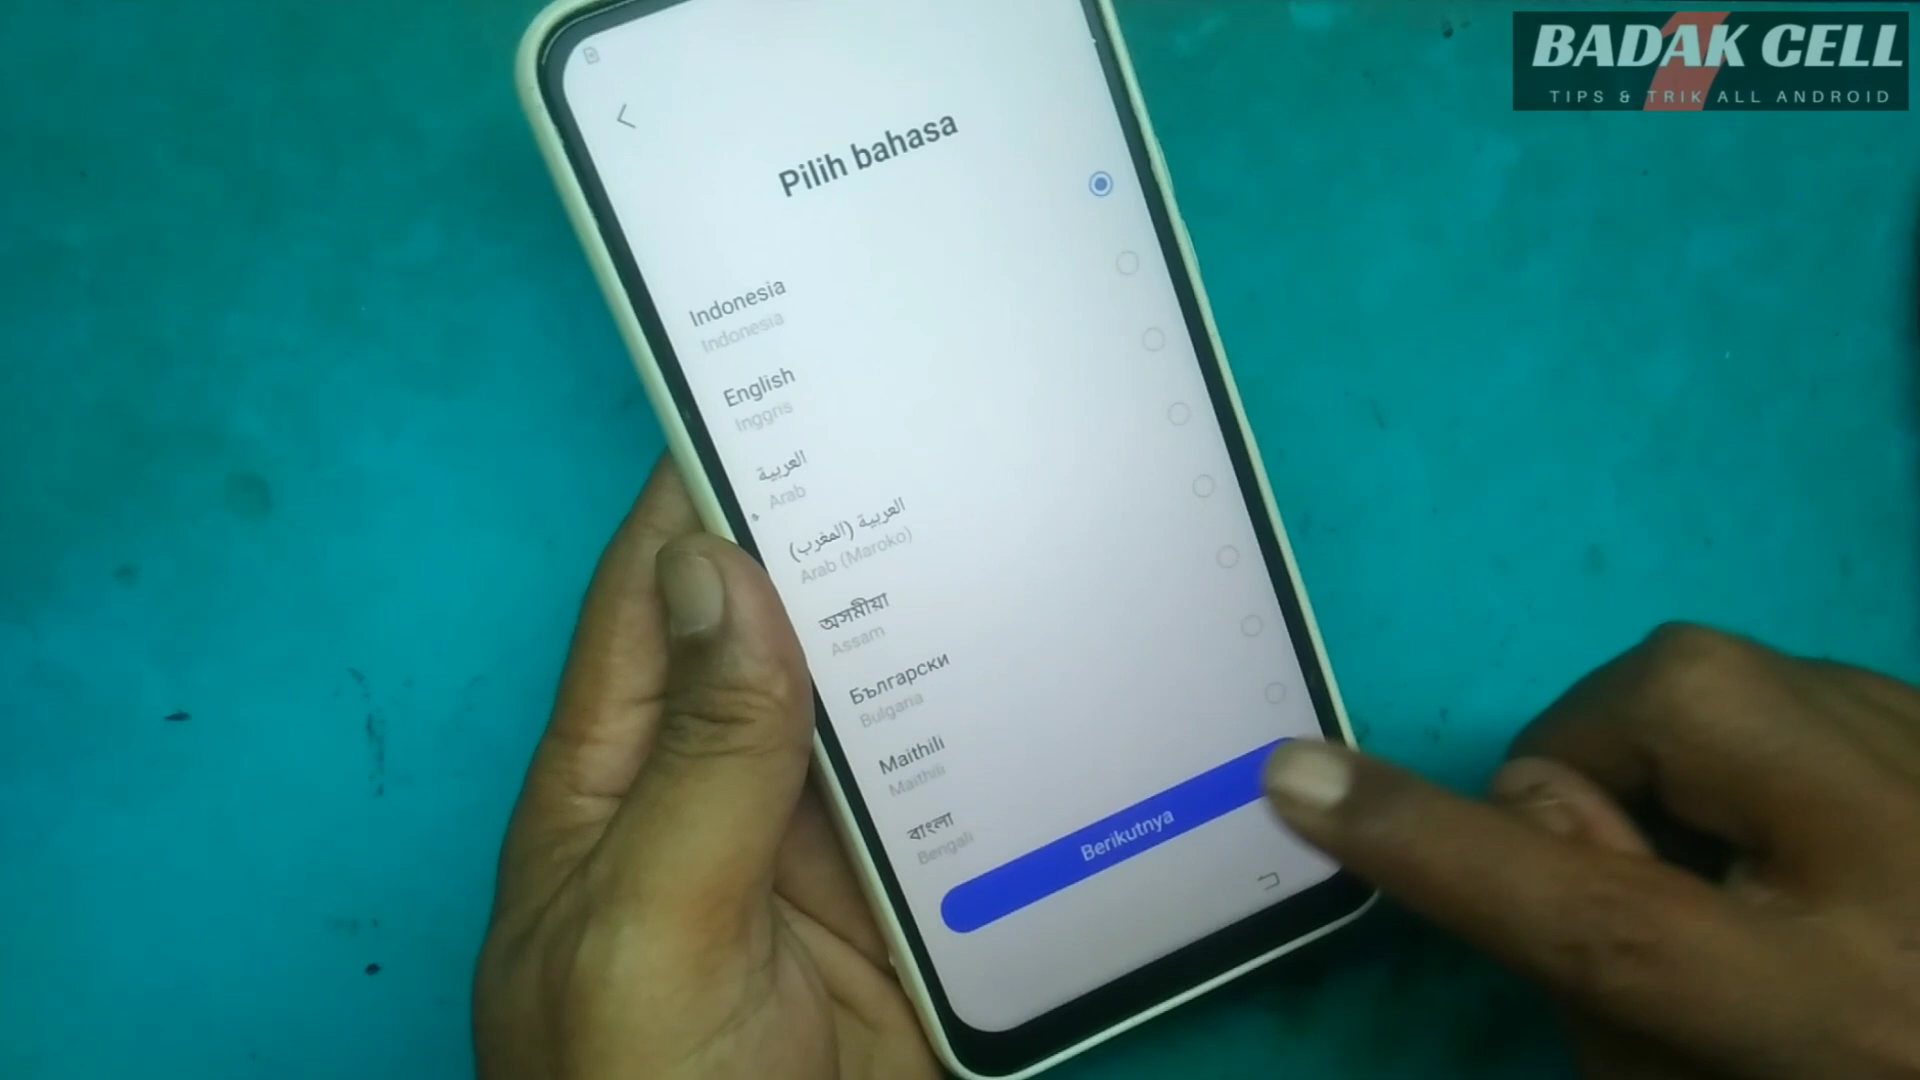 BADAK CELL
TIPS & TRIK ALL ANDROID
Pilih bahasa
Indonesia
Indonesia
English
Inggris
العربية
Arab
العربية (المغرب)
Arab (Maroko)
অসমীয়া
Assam
Български
Bulgaria
Maithili
Maithili
বাংলা
Bengali
Berikutnya